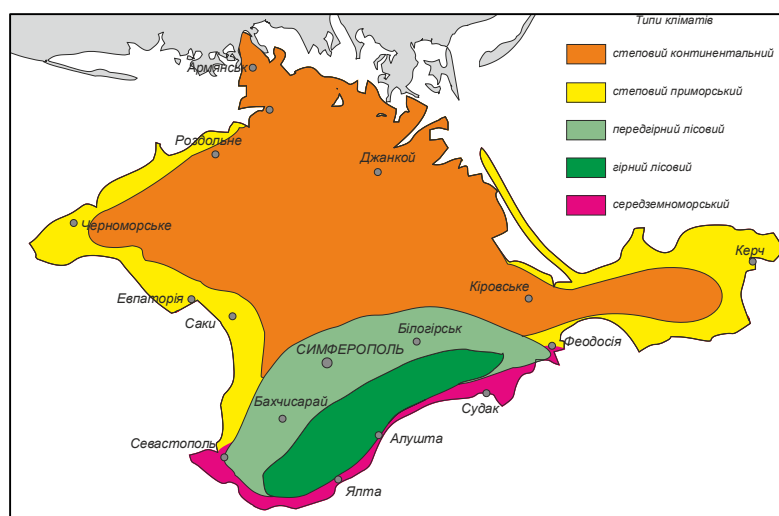 Типи кліматів
степовий континентальний
степовий приморський
передгірний лісовий
гірний лісовий
середземноморський
Армянськ
Роздольне
Джанкой
Черноморське
Керч
Евпаторія
Кіровське
Саки
Білогірськ
СИМФЕРОПОЛЬ
Феодосія
Бахчисарай
Судак
Севастополь
Алушта
Ялта